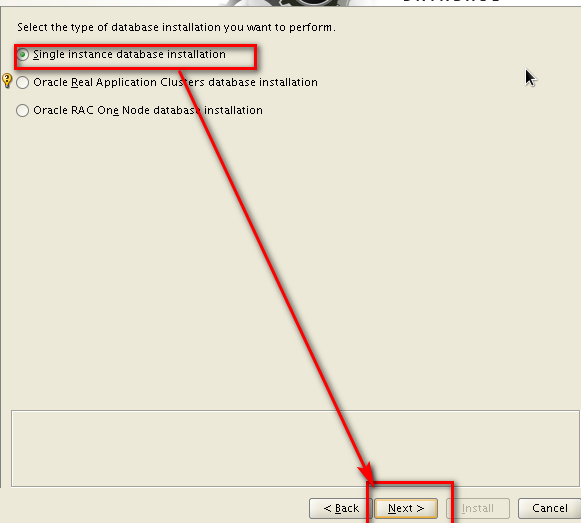 DATABASE
Select the type of database installation you want to perform.
Single instance database installation
Oracle Real Application Clusters database installation
Oracle RAC One Node database installation
< Back
Next >
Install
Cancel